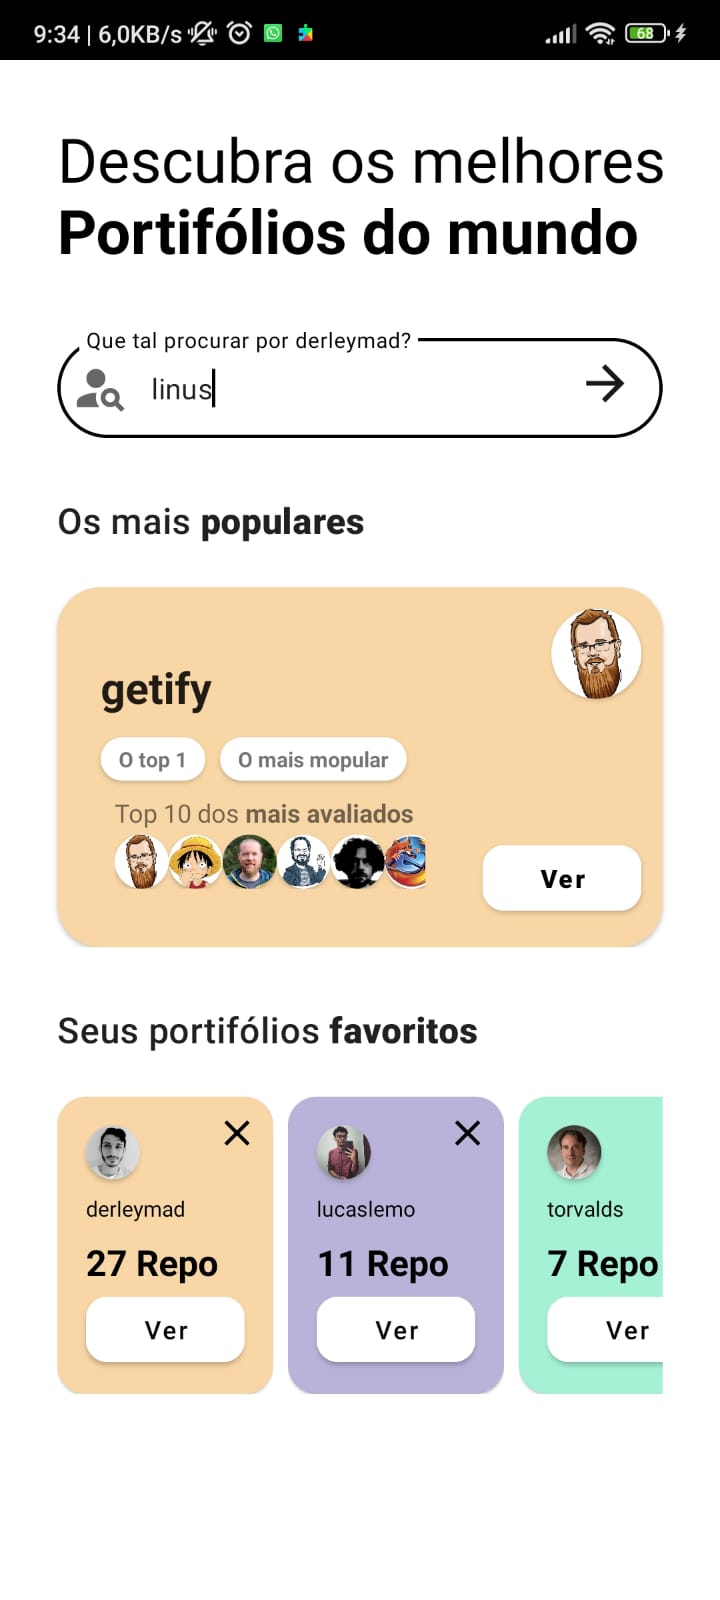 9:34 | 6,0KB/s
68
Descubra os melhores
Portifólios do mundo
Que tal procurar por derleymad?
linus
Os mais populares
getify
O top 1
O mais mopular
Top 10 dos mais avaliados
Ver
Seus portifólios favoritos
derleymad
27 Repo
Ver
lucaslemo
11 Repo
Ver
torvalds
7 Repo
Ver